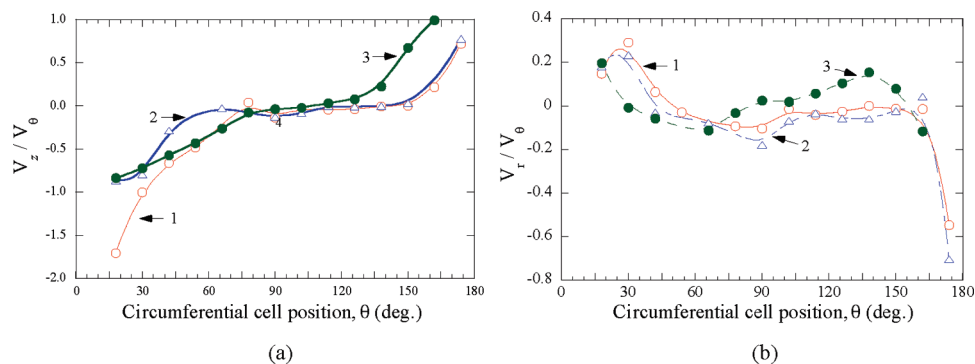 1.0
0.5
0.0
-0.5
-1.0
-1.5
-2.0
V_z / V_θ
0 30 60 90 120 150 180
Circumferential cell position, θ (deg.)
1
2
3
4
(a)
0.4
0.2
0
-0.2
-0.4
-0.6
-0.8
V_r / V_θ
0 30 60 90 120 150 180
Circumferential cell position, θ (deg.)
1
2
3
(b)